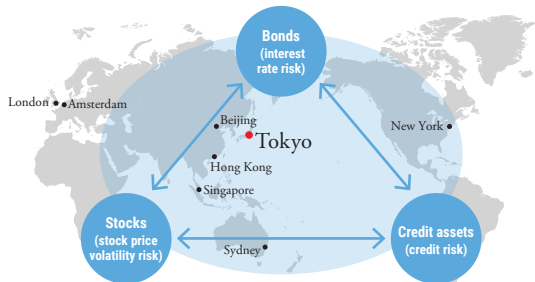 Bonds
(interest
rate risk)
London
Amsterdam
Beijing
New York
Tokyo
Hong Kong
Singapore
Stocks
(stock price
volatility risk)
Sydney
Credit assets
(credit risk)